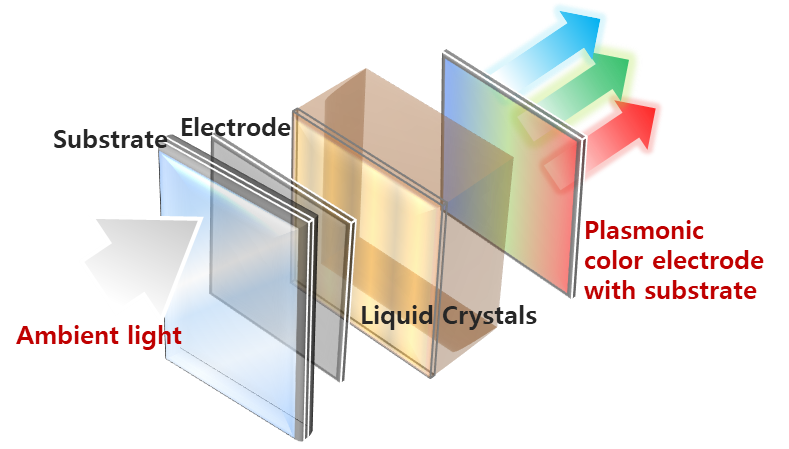 Substrate
Electrode
Ambient light
Liquid Crystals
Plasmonic
color electrode
with substrate